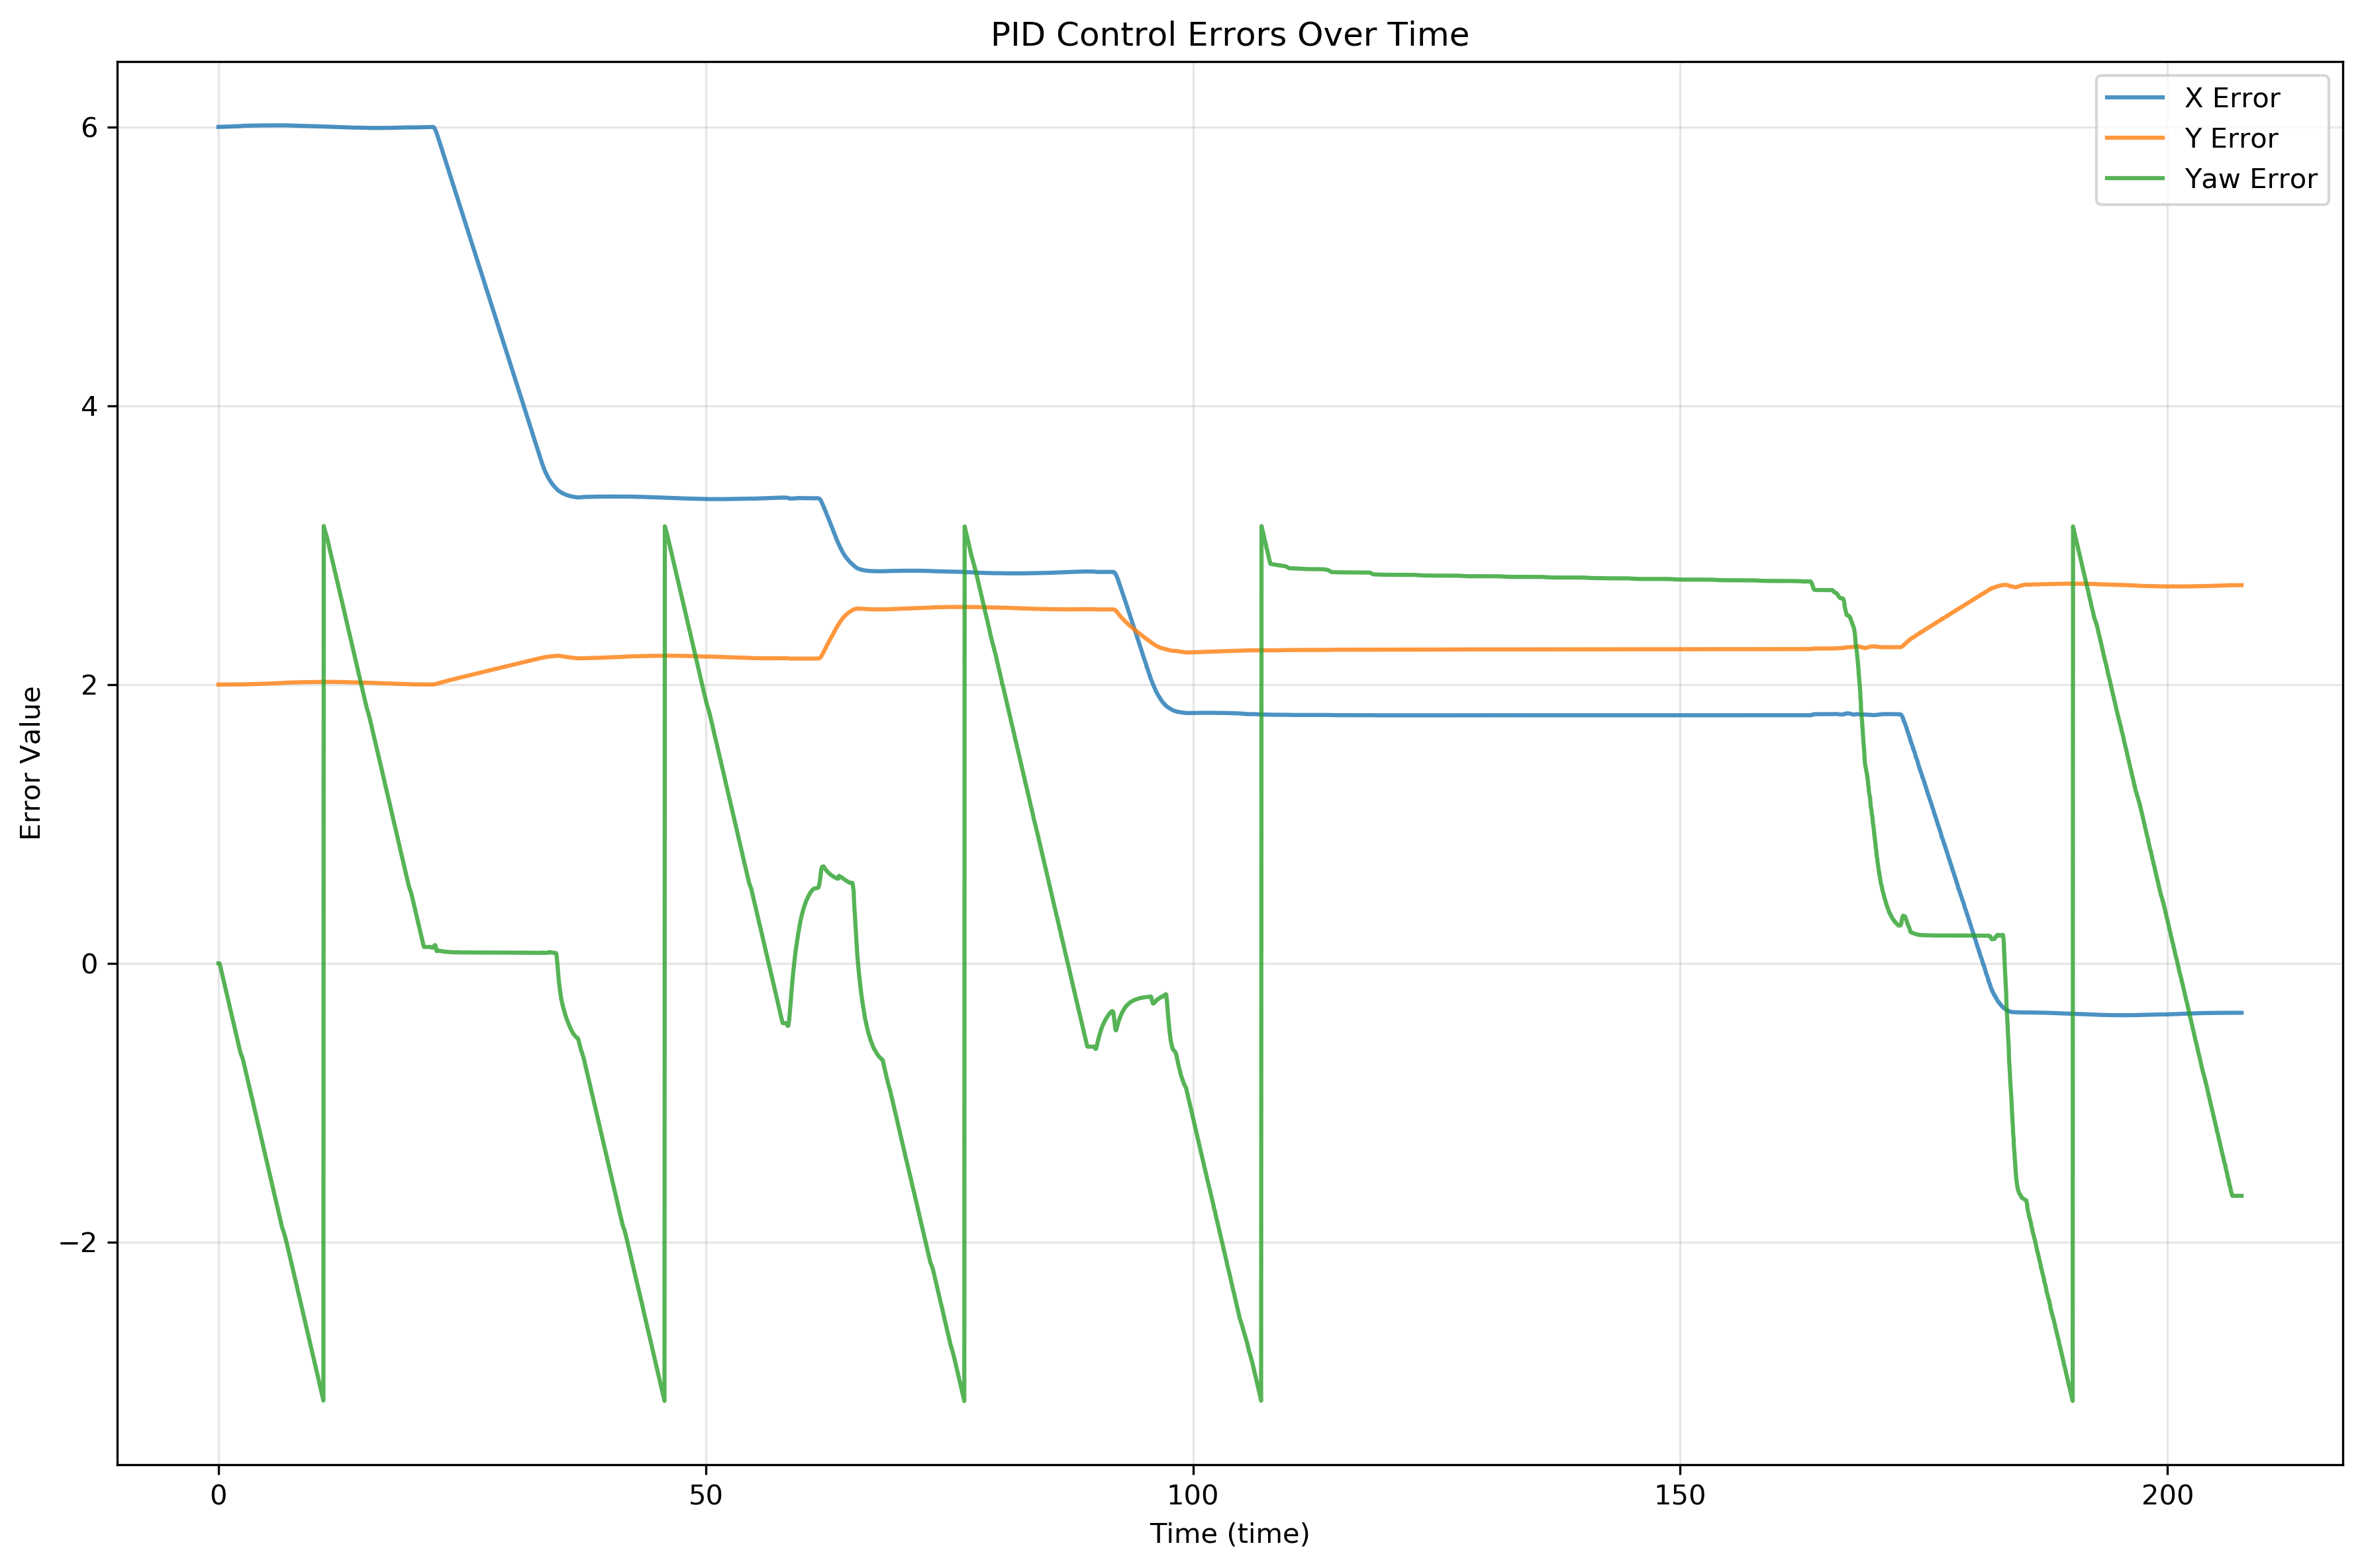 PID Control Errors Over Time
X Error
Y Error
Yaw Error
Error Value
6
4
2
0
−2
0 50 100 150 200
Time (time)